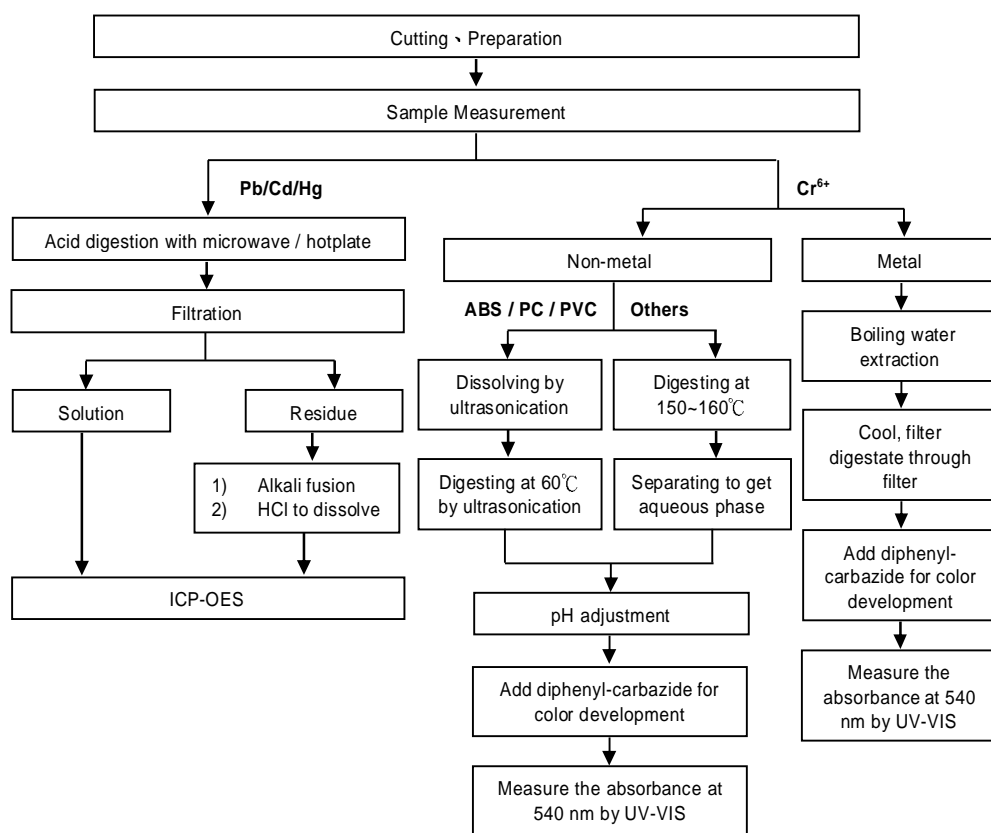 Cutting、Preparation
Sample Measurement
Pb/Cd/Hg
Cr⁶⁺
Acid digestion with microwave / hotplate
Filtration
Solution
Residue
1) Alkali fusion
2) HCl to dissolve
ICP-OES
Non-metal
ABS / PC / PVC
Others
Dissolving by
ultrasonication
Digesting at 60℃
by ultrasonication
Digesting at
150~160℃
Separating to get
aqueous phase
pH adjustment
Add diphenyl-carbazide for
color development
Measure the absorbance at
540 nm by UV-VIS
Metal
Boiling water
extraction
Cool, filter
digestate through
filter
Add diphenyl-
carbazide for color
development
Measure the
absorbance at 540
nm by UV-VIS